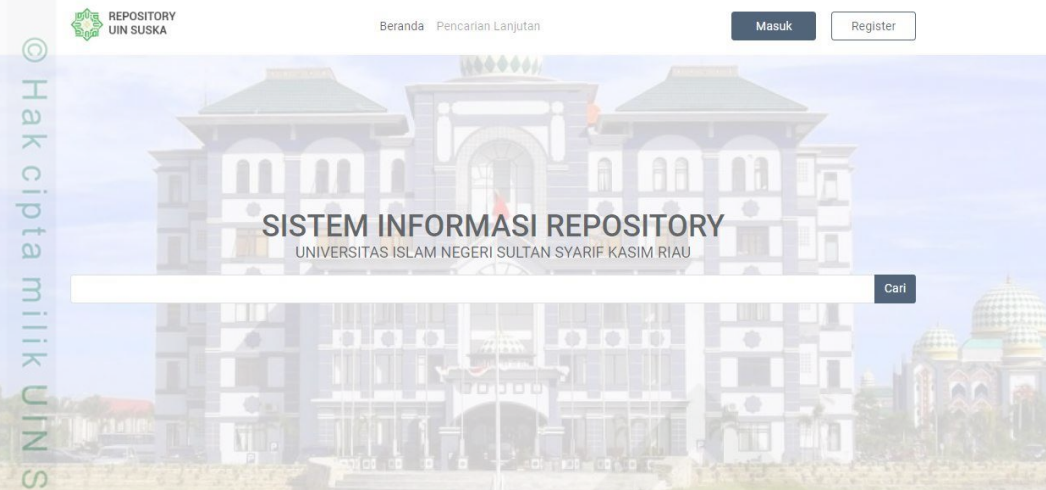 REPOSITORY
UIN SUSKA
Beranda Pencarian Lanjutan
Masuk
Register
SISTEM INFORMASI REPOSITORY
UNIVERSITAS ISLAM NEGERI SULTAN SYARIF KASIM RIAU
Cari
© Hak cipta milik UIN S